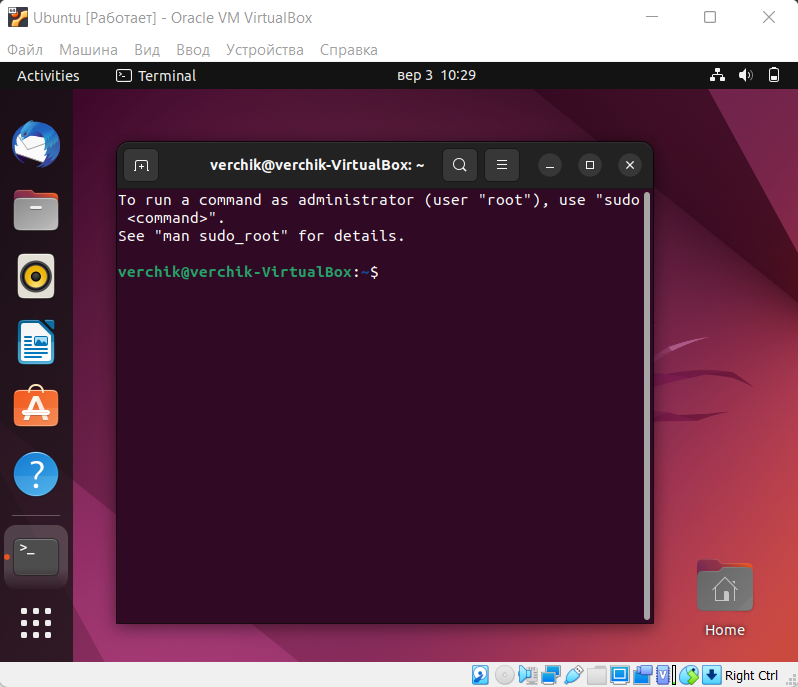 Ubuntu [Работает] - Oracle VM VirtualBox
Файл Машина Вид Ввод Устройства Справка
Activities Terminal вер 3 10:29
verchik@verchik-VirtualBox: ~
To run a command as administrator (user "root"), use "sudo
<command>".
See "man sudo_root" for details.
verchik@verchik-VirtualBox:~$
Home
Right Ctrl